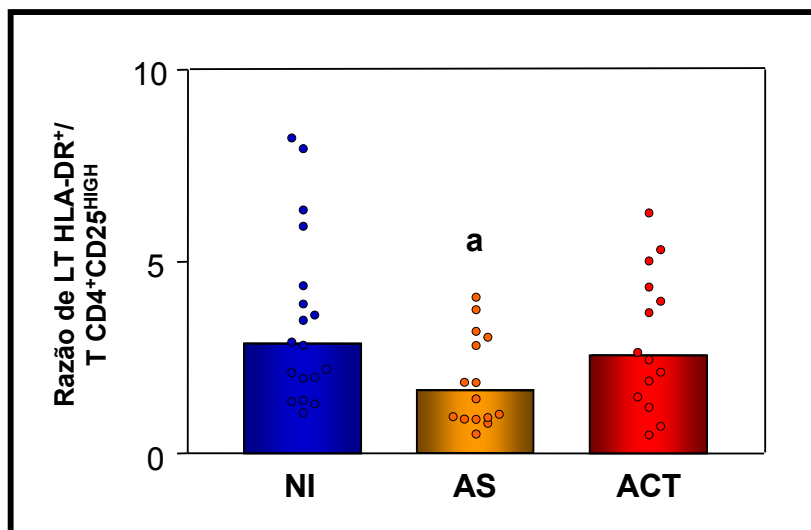 10
5
0
Razão de LT HLA-DR⁺/
T CD4⁺CD25ᴴᴵᴳᴴ
a
NI AS ACT